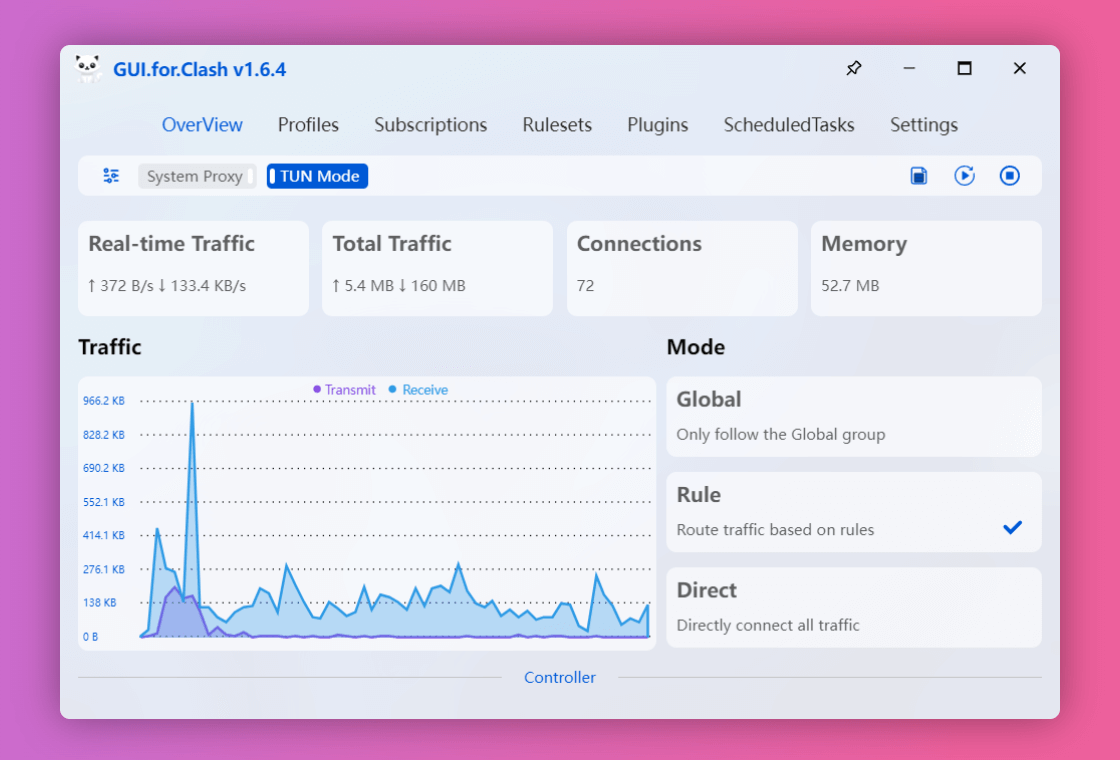 GUI.for.Clash v1.6.4
OverView Profiles Subscriptions Rulesets Plugins ScheduledTasks Settings
System Proxy TUN Mode
Real-time Traffic
↑ 372 B/s ↓ 133.4 KB/s
Total Traffic
↑ 5.4 MB ↓ 160 MB
Connections
72
Memory
52.7 MB
Traffic
Transmit Receive
966.2 KB
828.2 KB
690.2 KB
552.1 KB
414.1 KB
276.1 KB
138 KB
0 B
Mode
Global
Only follow the Global group
Rule
Route traffic based on rules
Direct
Directly connect all traffic
Controller